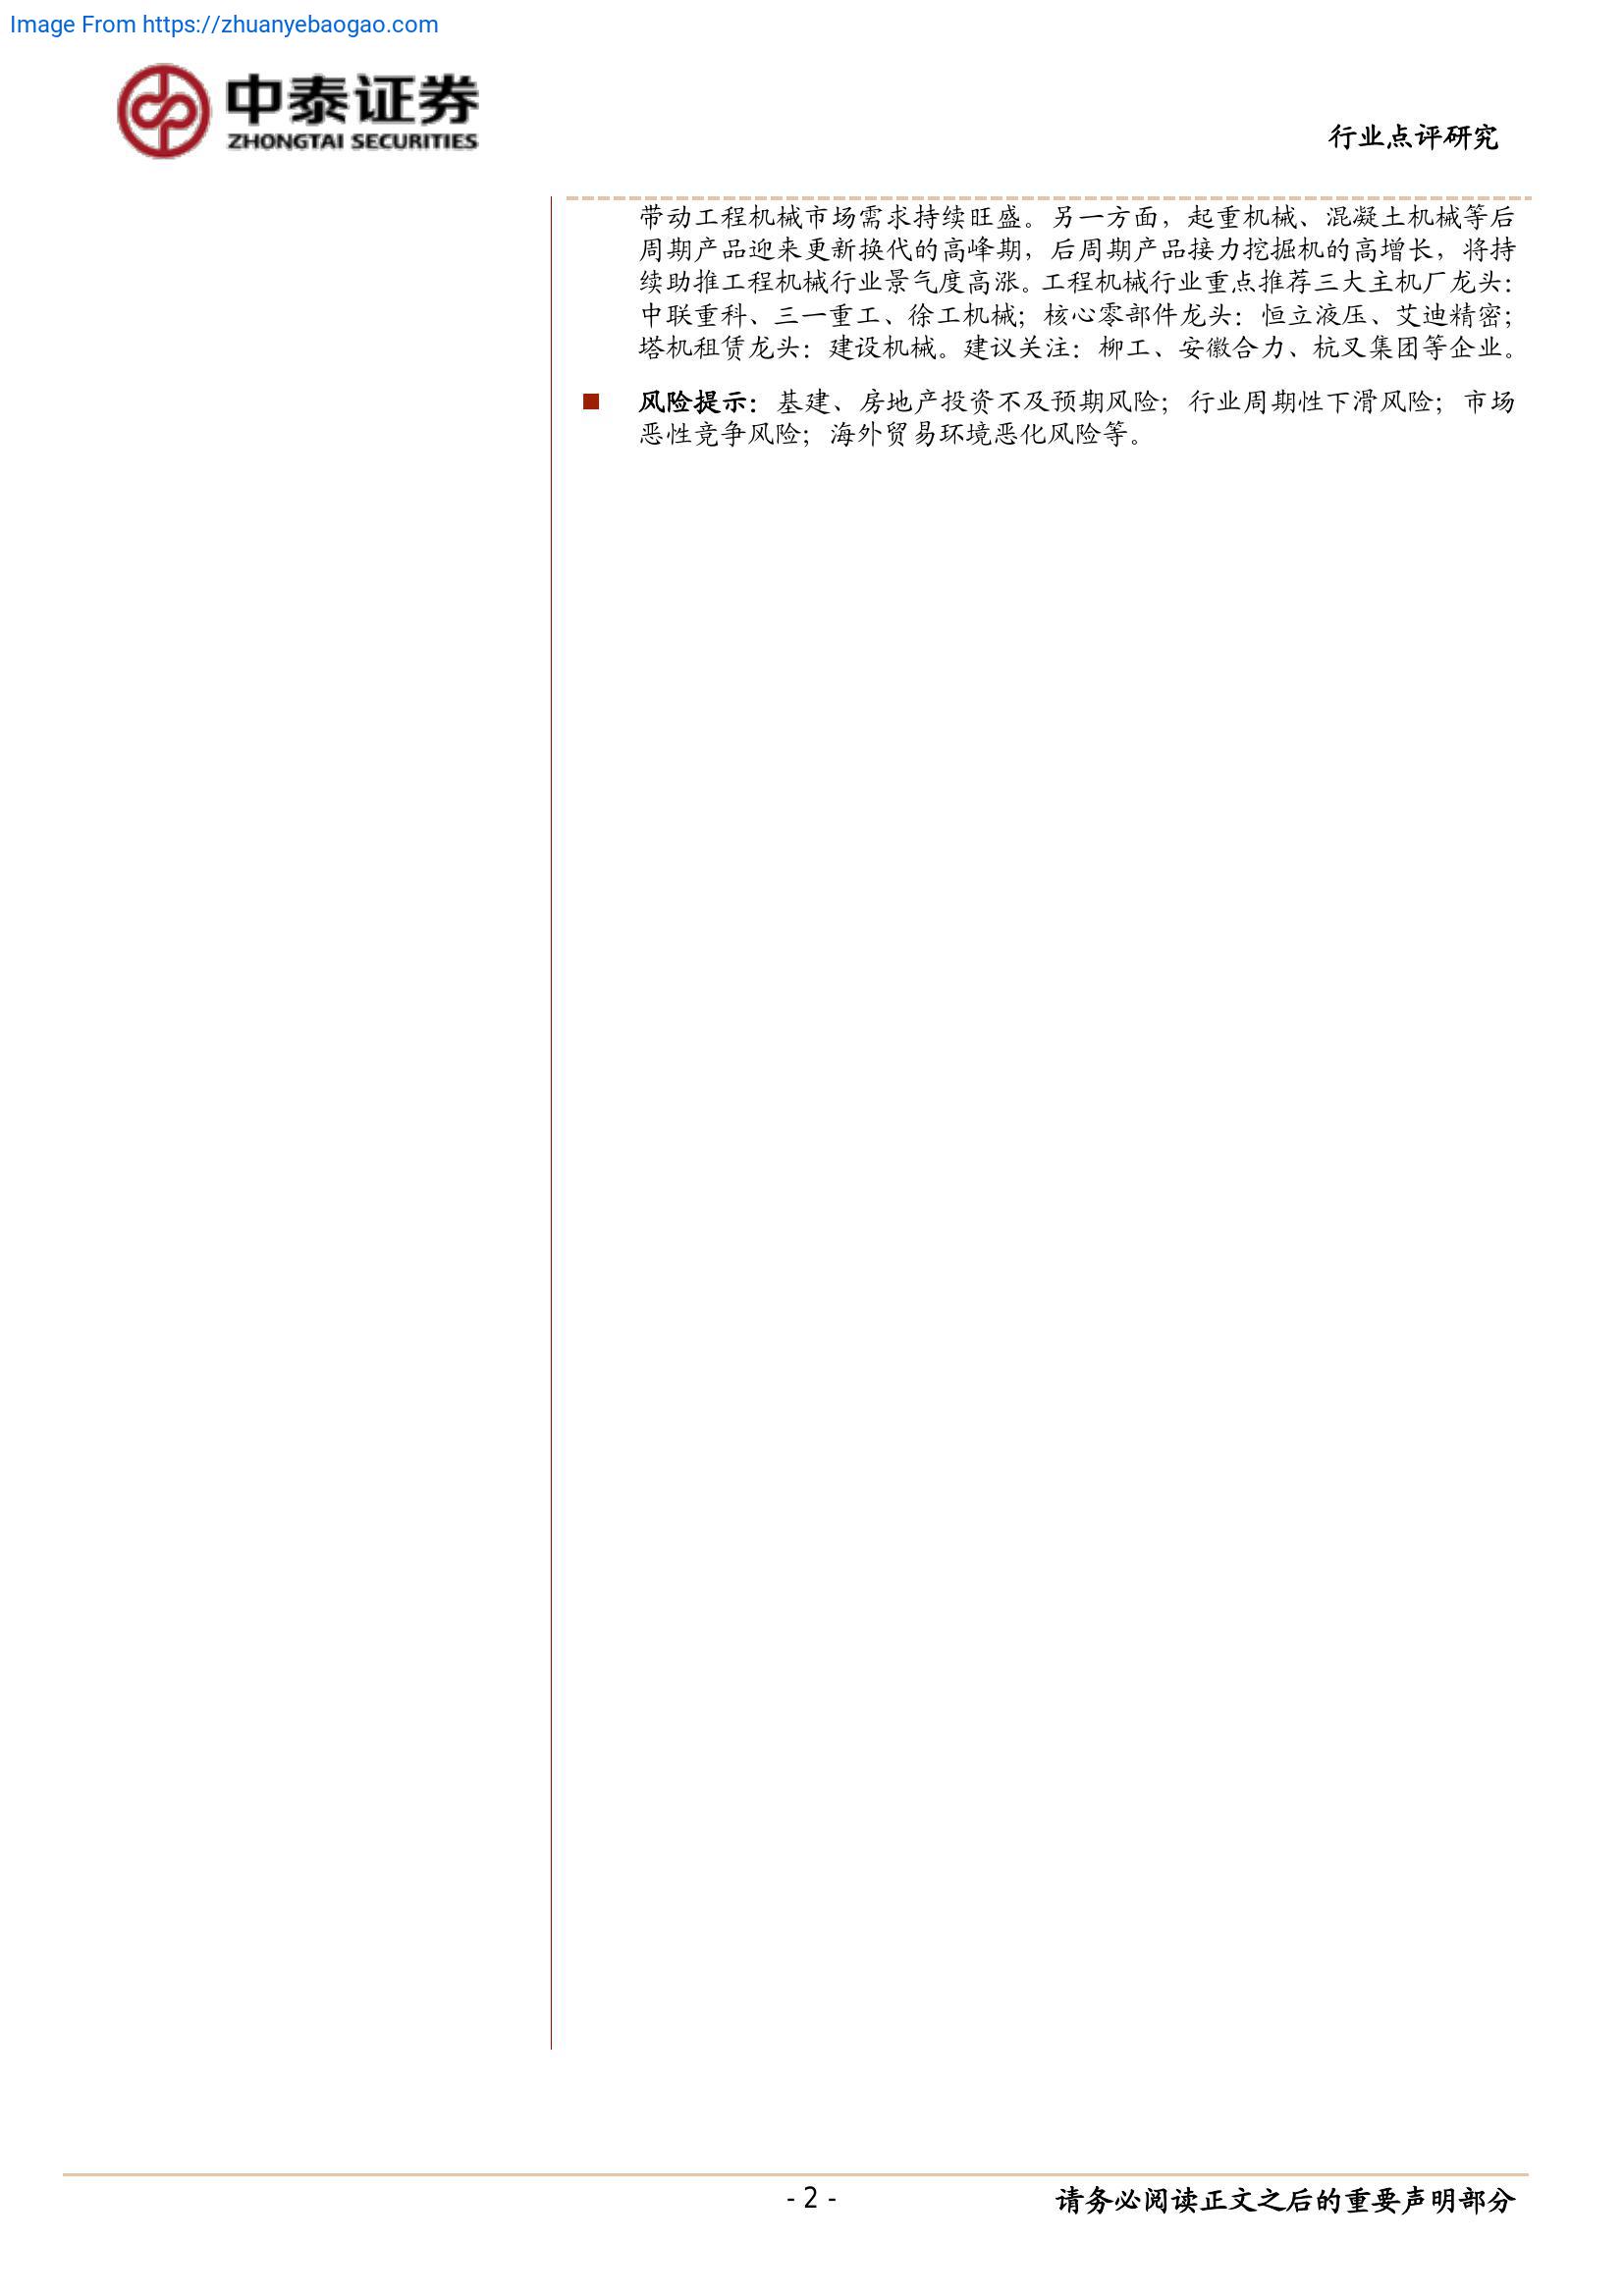 Image From https://zhuanyebaogao.com
中泰证券
ZHONGTAI SECURITIES
行业点评研究
带动工程机械市场需求持续旺盛。另一方面，起重机械、混凝土机械等后
周期产品迎来更新换代的高峰期，后周期产品接力挖掘机的高增长，将持
续助推工程机械行业景气度高涨。工程机械行业重点推荐三大主机厂龙头：
中联重科、三一重工、徐工机械；核心零部件龙头：恒立液压、艾迪精密；
塔机租赁龙头：建设机械。建议关注：柳工、安徽合力、杭叉集团等企业。
■ 风险提示：基建、房地产投资不及预期风险；行业周期性下滑风险；市场
恶性竞争风险；海外贸易环境恶化风险等。
- 2 -
请务必阅读正文之后的重要声明部分